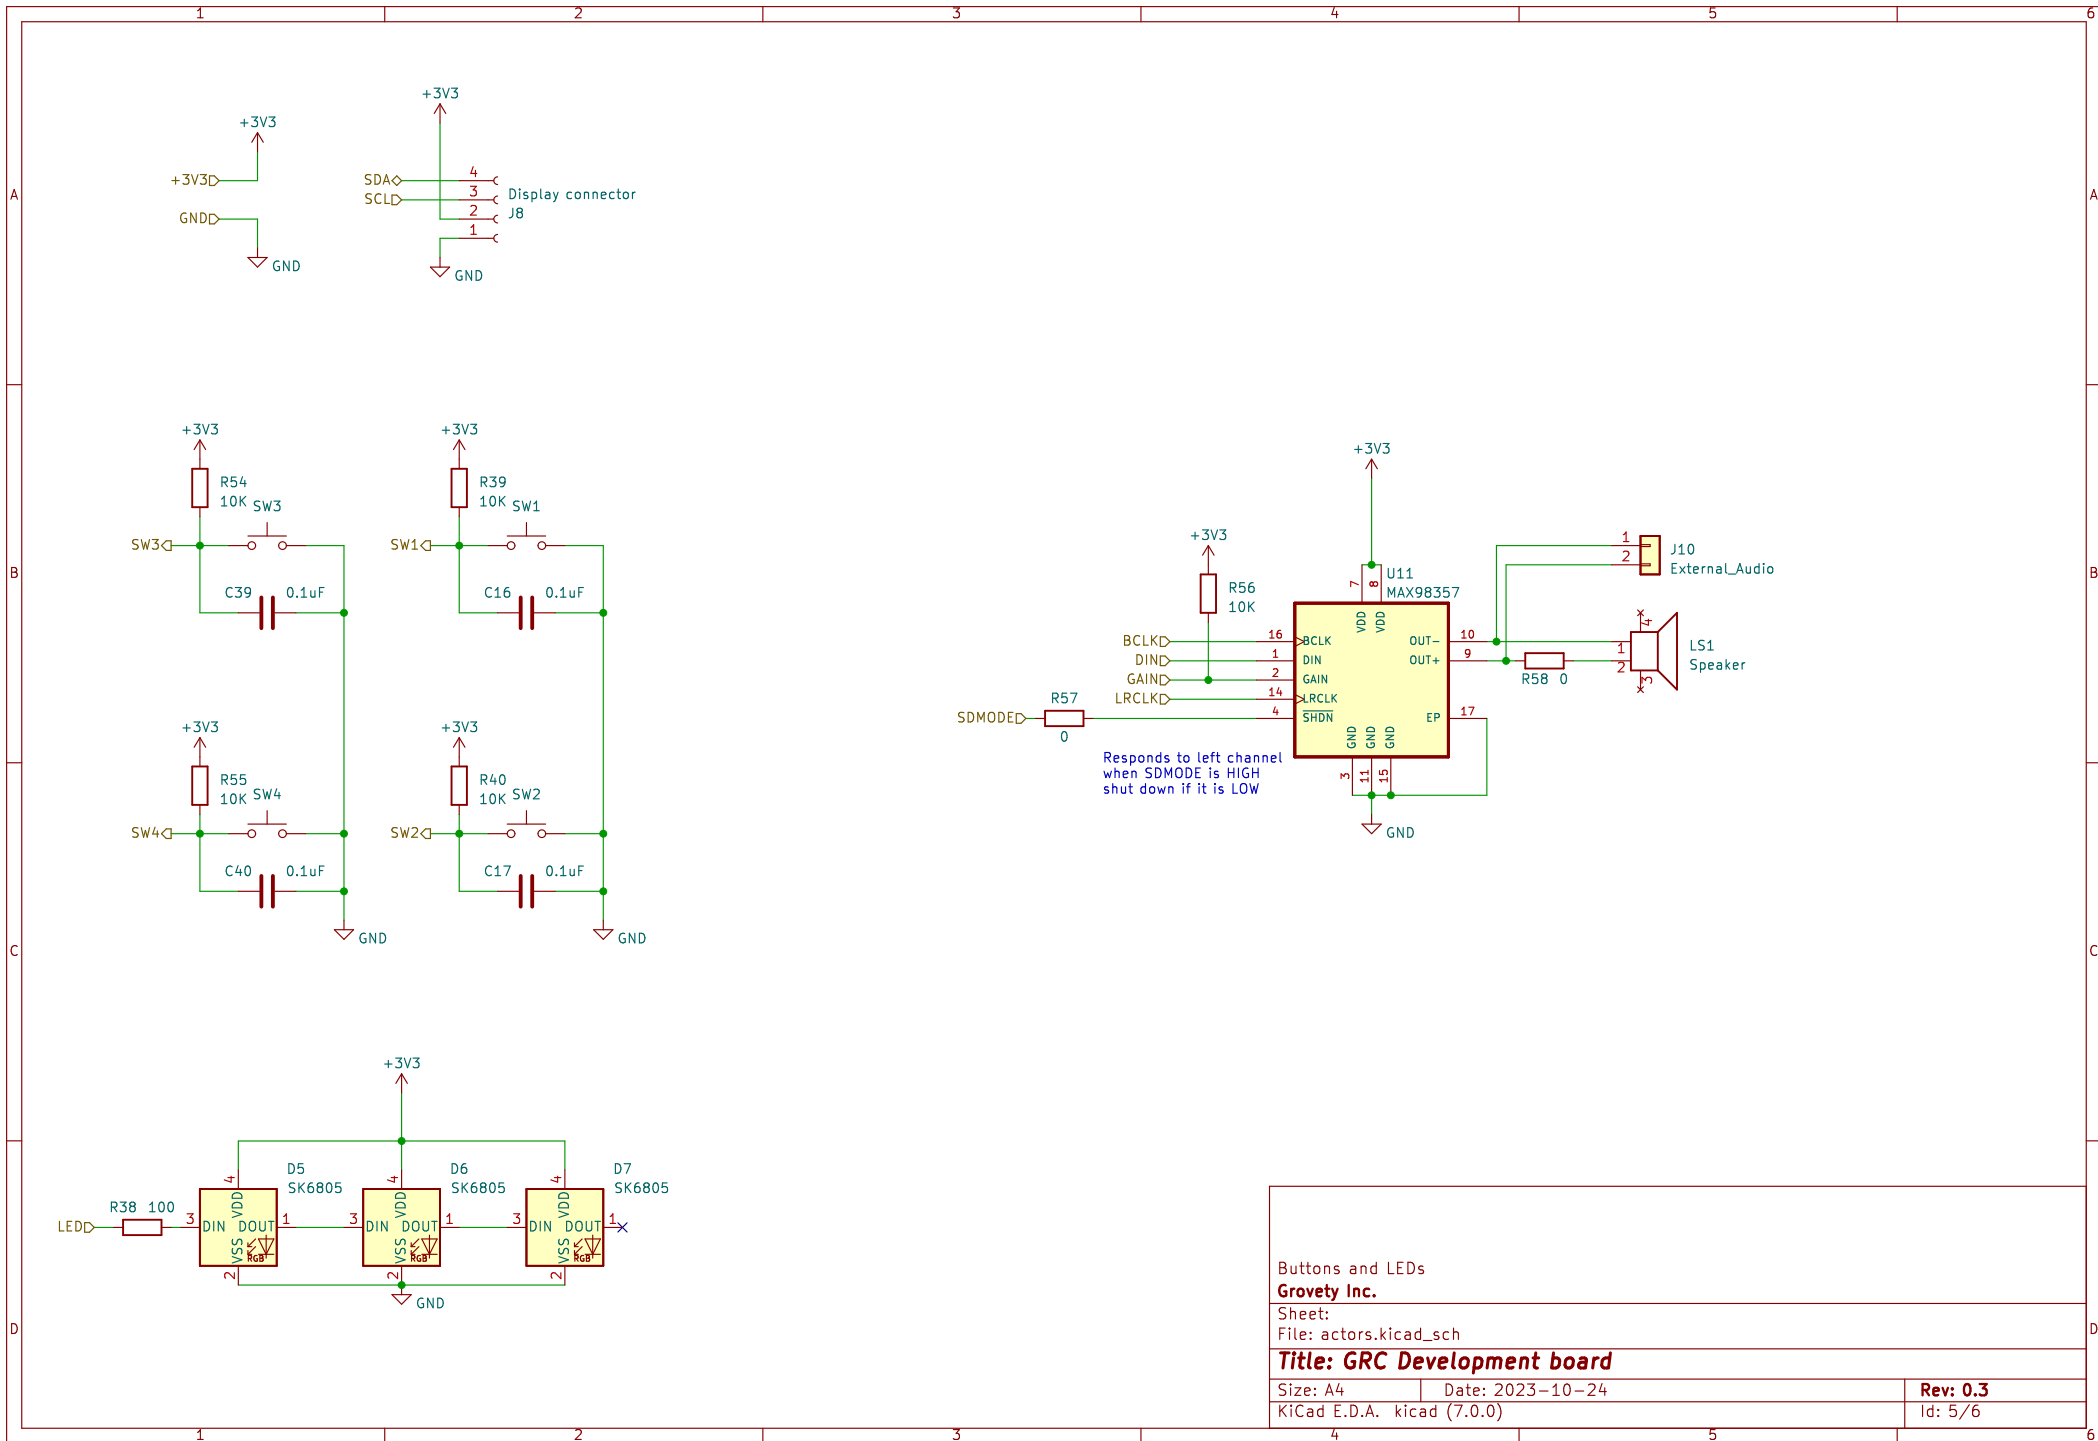 1 2 3 4 5 6
A A
B B
C C
D D
+3V3
+3V3
GND
GND
+3V3
SDA
SCL
4
3
2
1
Display connector
J8
GND
+3V3
R54
10K
SW3
SW3
C39 0.1uF
+3V3
R39
10K
SW1
SW1
C16 0.1uF
+3V3
R55
10K
SW4
SW4
C40 0.1uF
GND
+3V3
R40
10K
SW2
SW2
C17 0.1uF
GND
+3V3
+3V3
R56
10K
U11
MAX98357
7 8
VDD VDD
BCLK 16 BCLK
DIN 1 DIN
GAIN 2 GAIN
LRCLK 14 LRCLK
SDMODE R57 0 4 SHDN
OUT- 10
OUT+ 9
EP 17
GND GND GND
3 11 15
GND
Responds to left channel
when SDMODE is HIGH
shut down if it is LOW
1
2
J10
External_Audio
R58 0
4
1
2
3
LS1
Speaker
+3V3
LED
R38 100
D5
SK6805
4
VDD
3 DIN DOUT 1
VSS
RGB
2
D6
SK6805
4
VDD
3 DIN DOUT 1
VSS
RGB
2
D7
SK6805
4
VDD
3 DIN DOUT 1
VSS
RGB
2
GND
Buttons and LEDs
Grovety Inc.
Sheet:
File: actors.kicad_sch
Title: GRC Development board
Size: A4 Date: 2023-10-24 Rev: 0.3
KiCad E.D.A. kicad (7.0.0) Id: 5/6
1 2 3 4 5 6